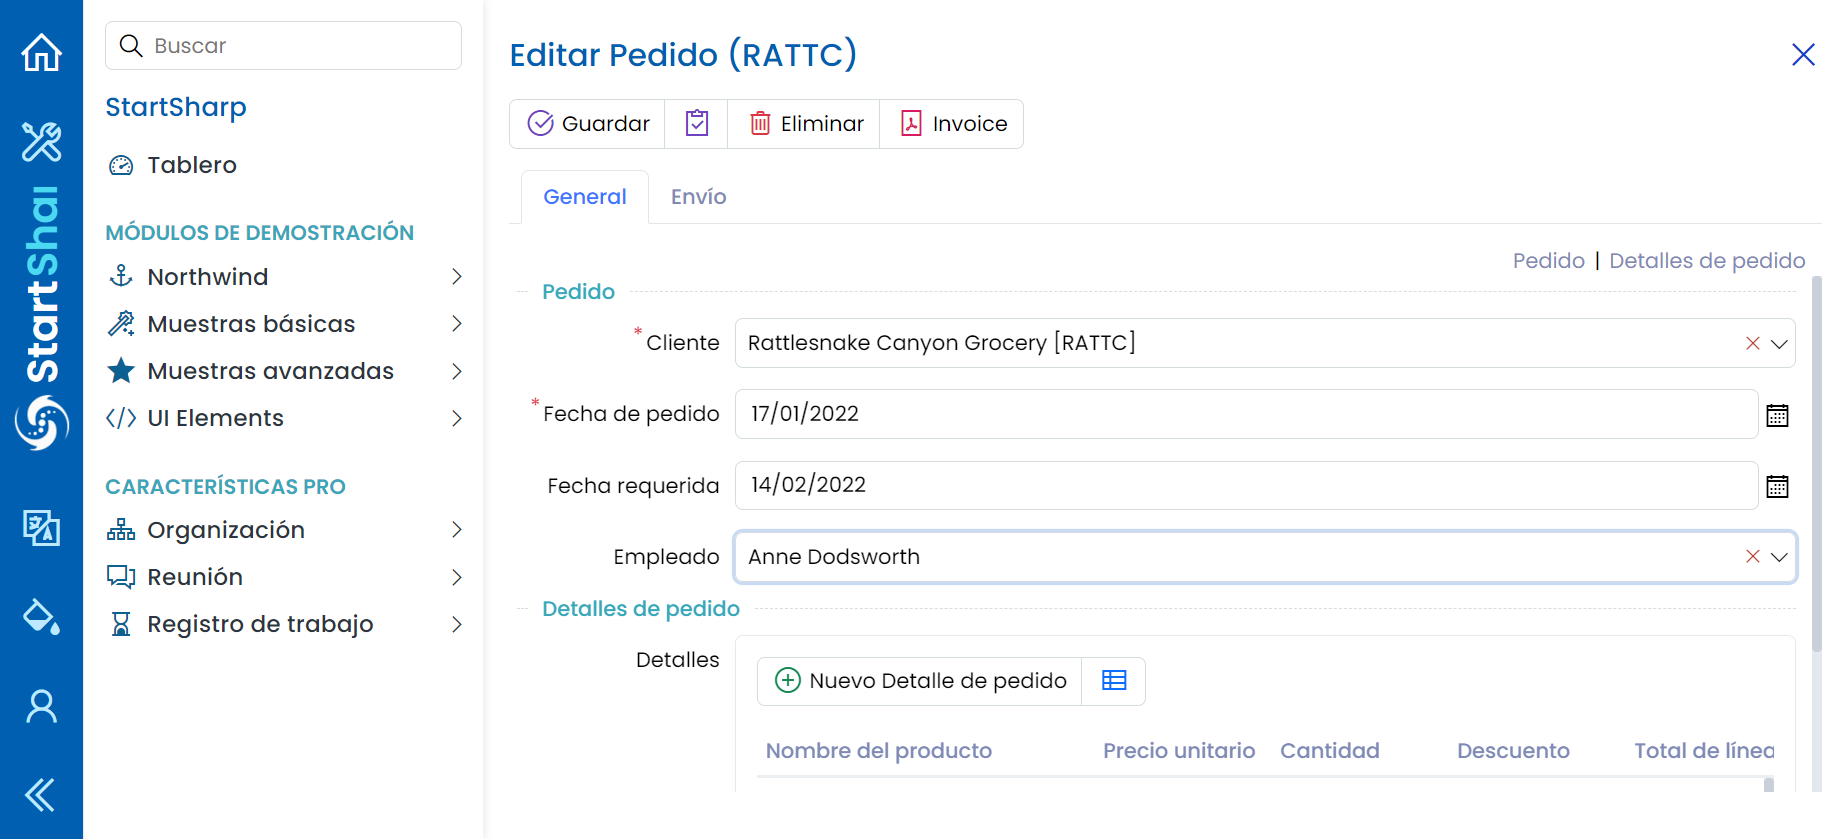 StartShar
Buscar
StartSharp
Tablero
MÓDULOS DE DEMOSTRACIÓN
Northwind
Muestras básicas
Muestras avanzadas
UI Elements
CARACTERÍSTICAS PRO
Organización
Reunión
Registro de trabajo
Editar Pedido (RATTC)
Guardar Eliminar Invoice
General Envío
Pedido | Detalles de pedido
Pedido
* Cliente Rattlesnake Canyon Grocery [RATTC]
* Fecha de pedido 17/01/2022
Fecha requerida 14/02/2022
Empleado Anne Dodsworth
Detalles de pedido
Detalles
Nuevo Detalle de pedido
Nombre del producto Precio unitario Cantidad Descuento Total de línea